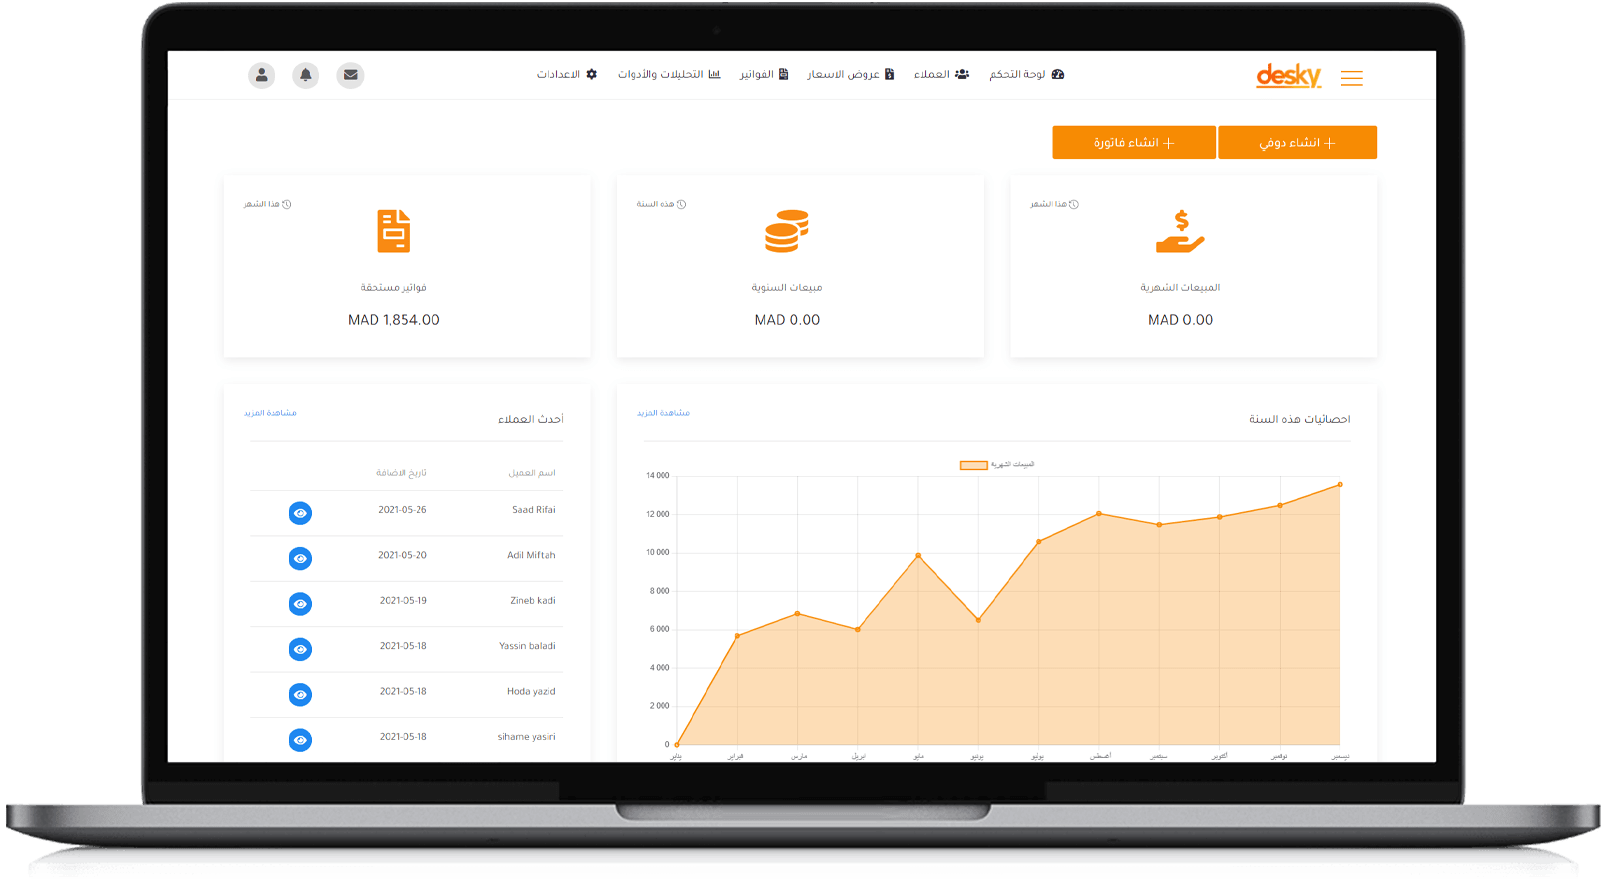 desky
لوحة التحكم
العملاء
عروض الاسعار
الفواتير
التحليلات والأدوات
الاعدادات
انشاء دوفي
انشاء فاتورة
هذا الشهر
المبيعات الشهرية
MAD 0.00
هذه السنة
مبيعات السنوية
MAD 0.00
هذا الشهر
فواتير مستحقة
MAD 1,854.00
احصائيات هذه السنة
مشاهدة المزيد
المبيعات الشهرية
14 000
12 000
10 000
8 000
6 000
4 000
2 000
0
يناير
فبراير
مارس
ابريل
مايو
يونيو
يوليو
اغسطس
سبتمبر
اكتوبر
نوفمبر
ديسمبر
أحدث العملاء
مشاهدة المزيد
اسم العميل تاريخ الاضافة
Saad Rifai 2021-05-26
Adil Miftah 2021-05-20
Zineb kadi 2021-05-19
Yassin baladi 2021-05-18
Hoda yazid 2021-05-18
sihame yasiri 2021-05-18